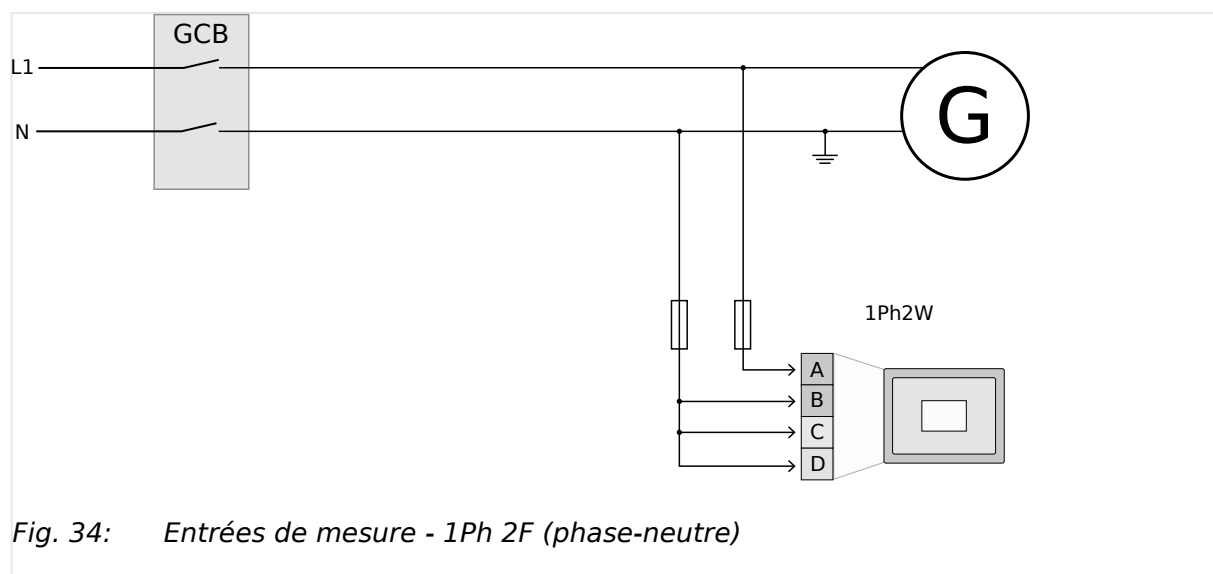 GCB
L1
G
N
1Ph2W
A
B
C
D
Fig. 34: Entrées de mesure - 1Ph 2F (phase-neutre)